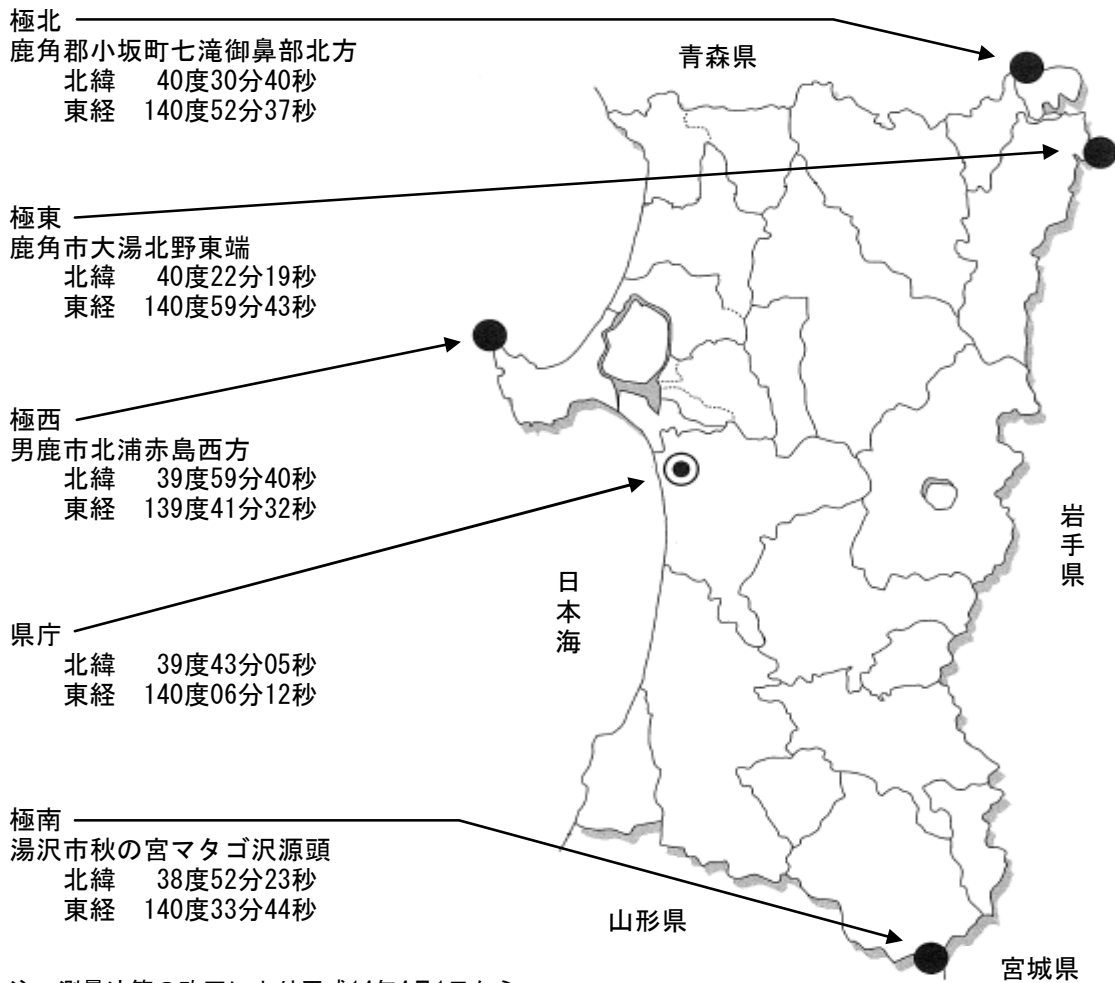 極北
鹿角郡小坂町七滝御鼻部北方
北緯 40度30分40秒
東経 140度52分37秒
極東
鹿角市大湯北野東端
北緯 40度22分19秒
東経 140度59分43秒
極西
男鹿市北浦赤島西方
北緯 39度59分40秒
東経 139度41分32秒
県庁
北緯 39度43分05秒
東経 140度06分12秒
極南
湯沢市秋の宮マタゴ沢源頭
北緯 38度52分23秒
東経 140度33分44秒
青森県
岩手県
日本海
山形県
宮城県